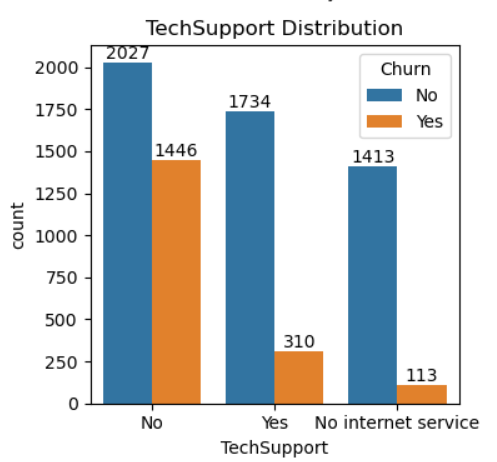 TechSupport Distribution
2027
1446
1734
310
1413
113
Churn
No
Yes
2000
1750
1500
1250
1000
750
500
250
0
count
No
Yes
No internet service
TechSupport